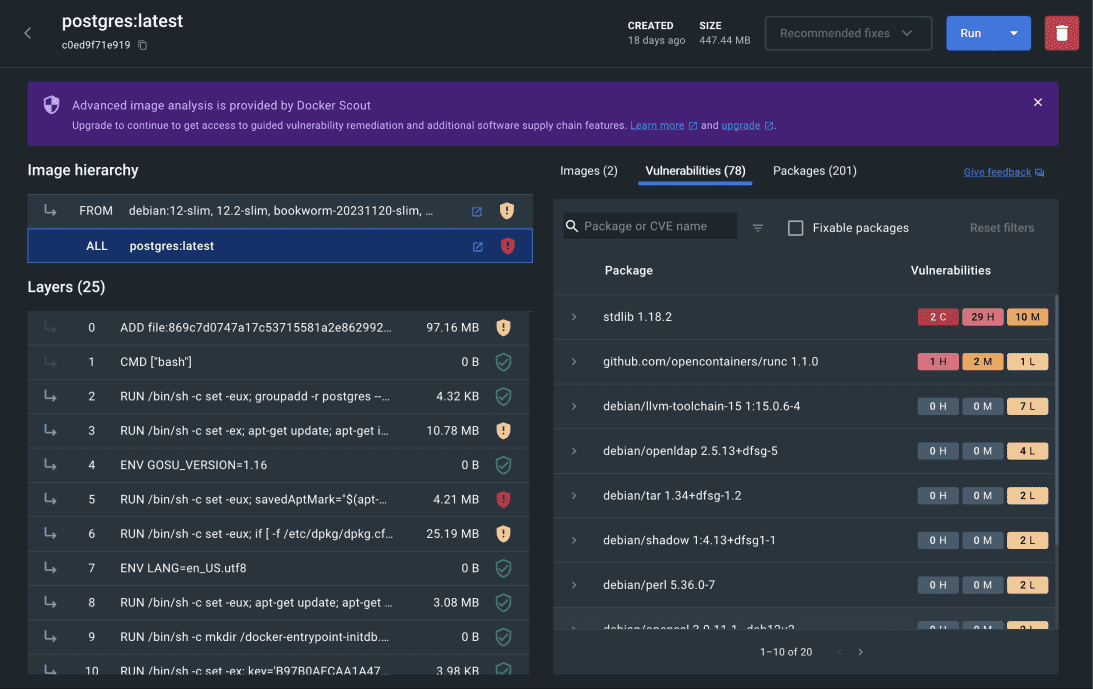 postgres:latest
c0ed9f71e919
CREATED
18 days ago
SIZE
447.44 MB
Recommended fixes
Run
Advanced image analysis is provided by Docker Scout
Upgrade to continue to get access to guided vulnerability remediation and additional software supply chain features. Learn more and upgrade .
Image hierarchy
FROM debian:12-slim, 12.2-slim, bookworm-20231120-slim, ...
ALL postgres:latest
Layers (25)
0 ADD file:869c7d0747a17c53715581a2e862992... 97.16 MB
1 CMD ["bash"] 0 B
2 RUN /bin/sh -c set -eux; groupadd -r postgres --... 4.32 KB
3 RUN /bin/sh -c set -ex; apt-get update; apt-get i... 10.78 MB
4 ENV GOSU_VERSION=1.16 0 B
5 RUN /bin/sh -c set -eux; savedAptMark="$(apt-... 4.21 MB
6 RUN /bin/sh -c set -eux; if [ -f /etc/dpkg/dpkg.cf... 25.19 MB
7 ENV LANG=en_US.utf8 0 B
8 RUN /bin/sh -c set -eux; apt-get update; apt-get ... 3.08 MB
9 RUN /bin/sh -c mkdir /docker-entrypoint-initdb.... 0 B
10 RUN /bin/sh -c set -ex; key='B97B0AFCAA1A47... 3.98 KB
Images (2)
Vulnerabilities (78)
Packages (201)
Give feedback
Package or CVE name
Fixable packages
Reset filters
Package Vulnerabilities
stdlib 1.18.2 2 C 29 H 10 M
github.com/opencontainers/runc 1.1.0 1 H 2 M 1 L
debian/llvm-toolchain-15 1:15.0.6-4 0 H 0 M 7 L
debian/openldap 2.5.13+dfsg-5 0 H 0 M 4 L
debian/tar 1.34+dfsg-1.2 0 H 0 M 2 L
debian/shadow 1:4.13+dfsg1-1 0 H 0 M 2 L
debian/perl 5.36.0-7 0 H 0 M 2 L
debian/openssl 3.0.11-1~deb12u2 0 H 0 M 2 L
1–10 of 20